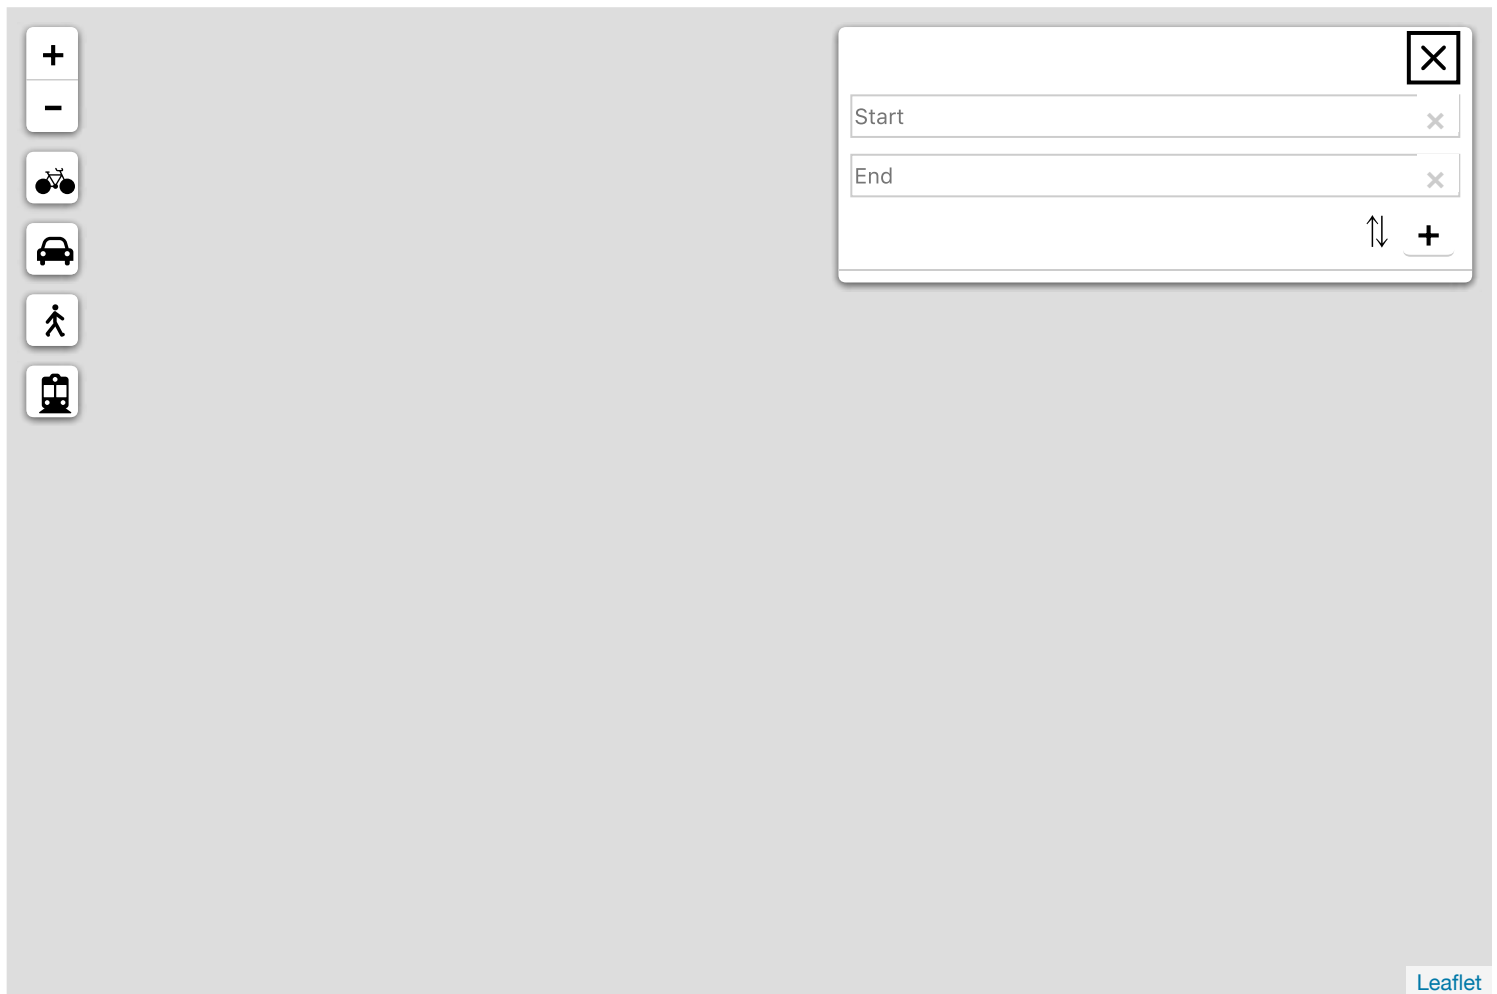 +
−
Start
×
End
×
+
Leaflet